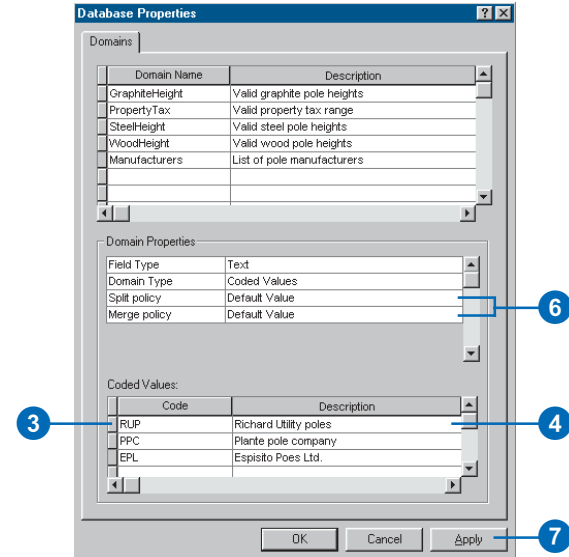 Database Properties
Domains
Domain Name Description
GraphiteHeight Valid graphite pole heights
PropertyTax Valid property tax range
SteelHeight Valid steel pole heights
WoodHeight Valid wood pole heights
Manufacturers List of pole manufacturers
Domain Properties
Field Type Text
Domain Type Coded Values
Split policy Default Value
Merge policy Default Value
6
Coded Values:
Code Description
3 RUP Richard Utility poles 4
PPC Plante pole company
EPL Espisito Poes Ltd.
OK Cancel Apply 7